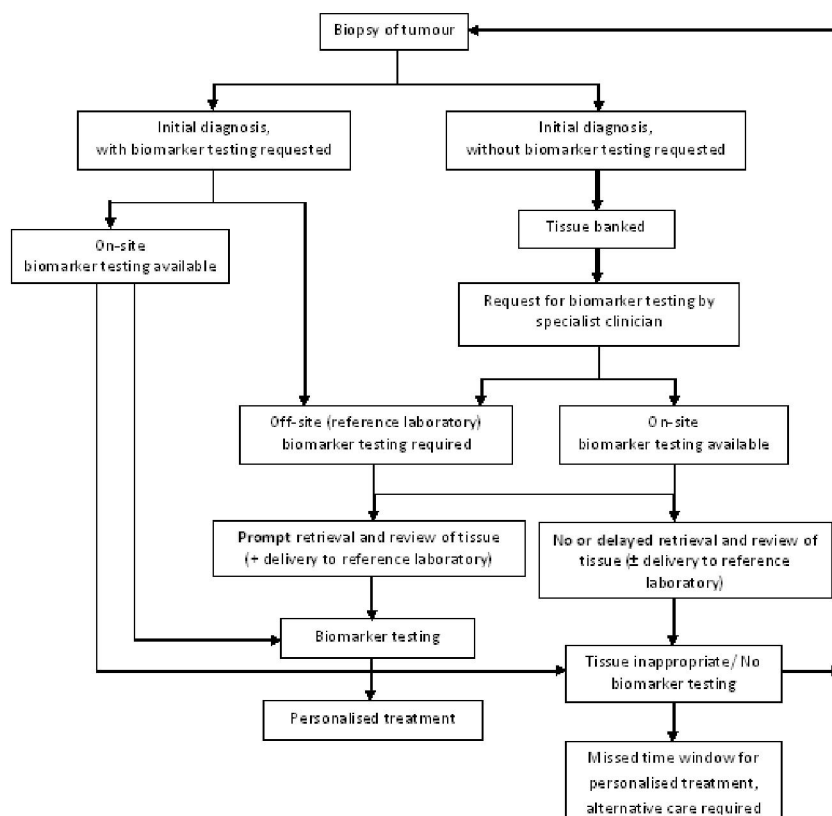 Biopsy of tumour
Initial diagnosis,
with biomarker testing requested
Initial diagnosis,
without biomarker testing requested
Tissue banked
On-site
biomarker testing available
Request for biomarker testing by
specialist clinician
Off-site (reference laboratory)
biomarker testing required
On-site
biomarker testing available
Prompt retrieval and review of tissue
(+ delivery to reference laboratory)
No or delayed retrieval and review of
tissue (± delivery to reference
laboratory)
Biomarker testing
Tissue inappropriate/ No
biomarker testing
Personalised treatment
Missed time window for
personalised treatment,
alternative care required